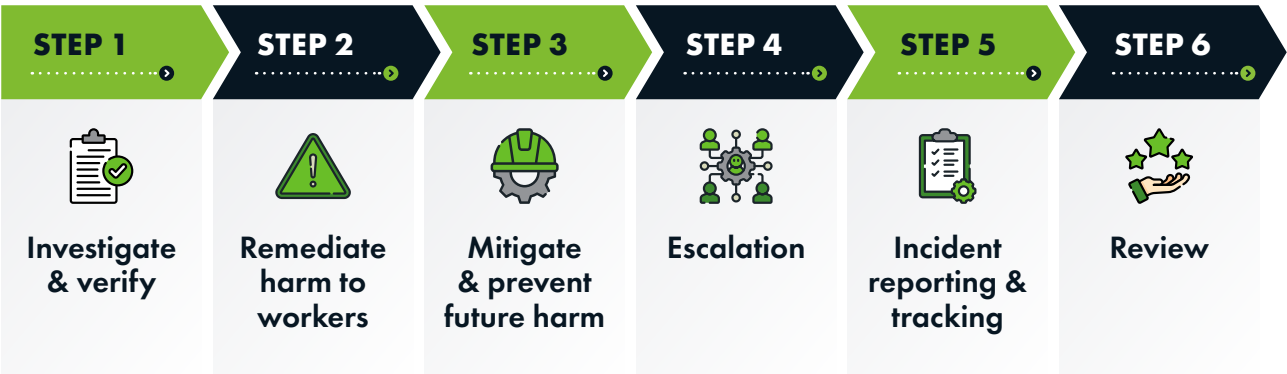 STEP 1
Investigate
& verify
STEP 2
Remediate
harm to
workers
STEP 3
Mitigate
& prevent
future harm
STEP 4
Escalation
STEP 5
Incident
reporting &
tracking
STEP 6
Review